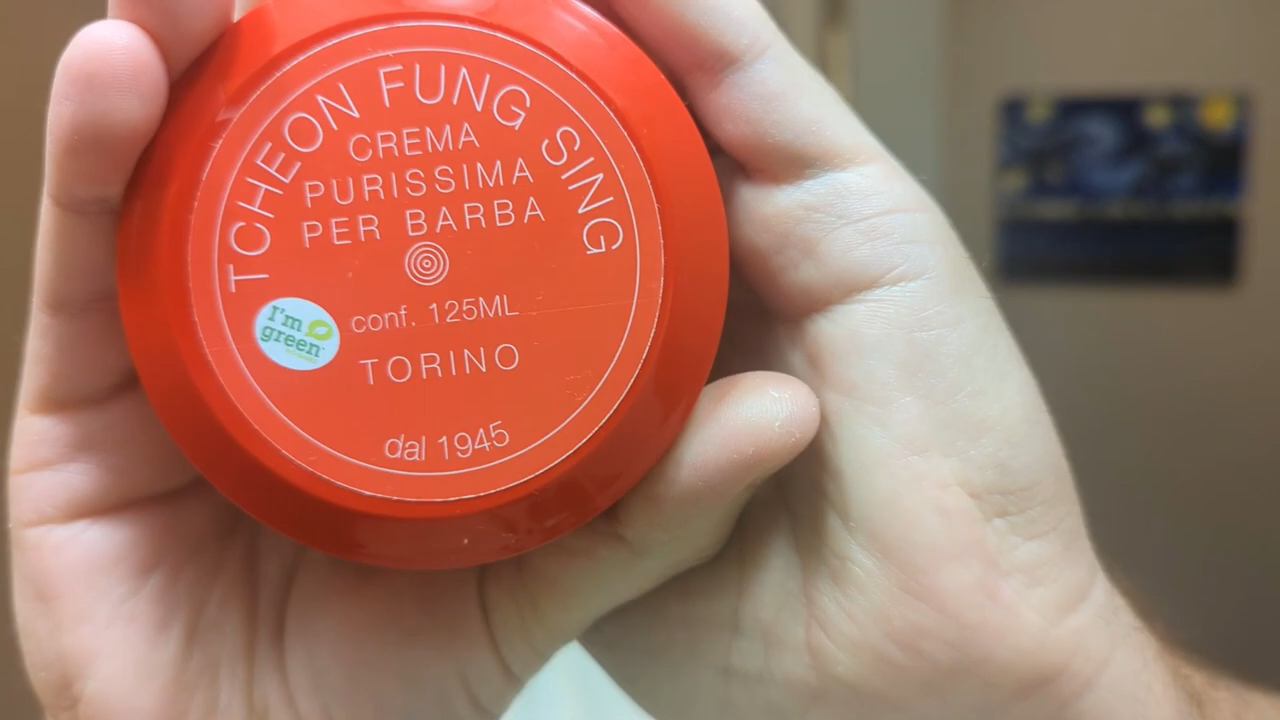 TCHEON FUNG SING
CREMA
PURISSIMA
PER BARBA
conf. 125ML
I'm
green
TORINO
dal 1945